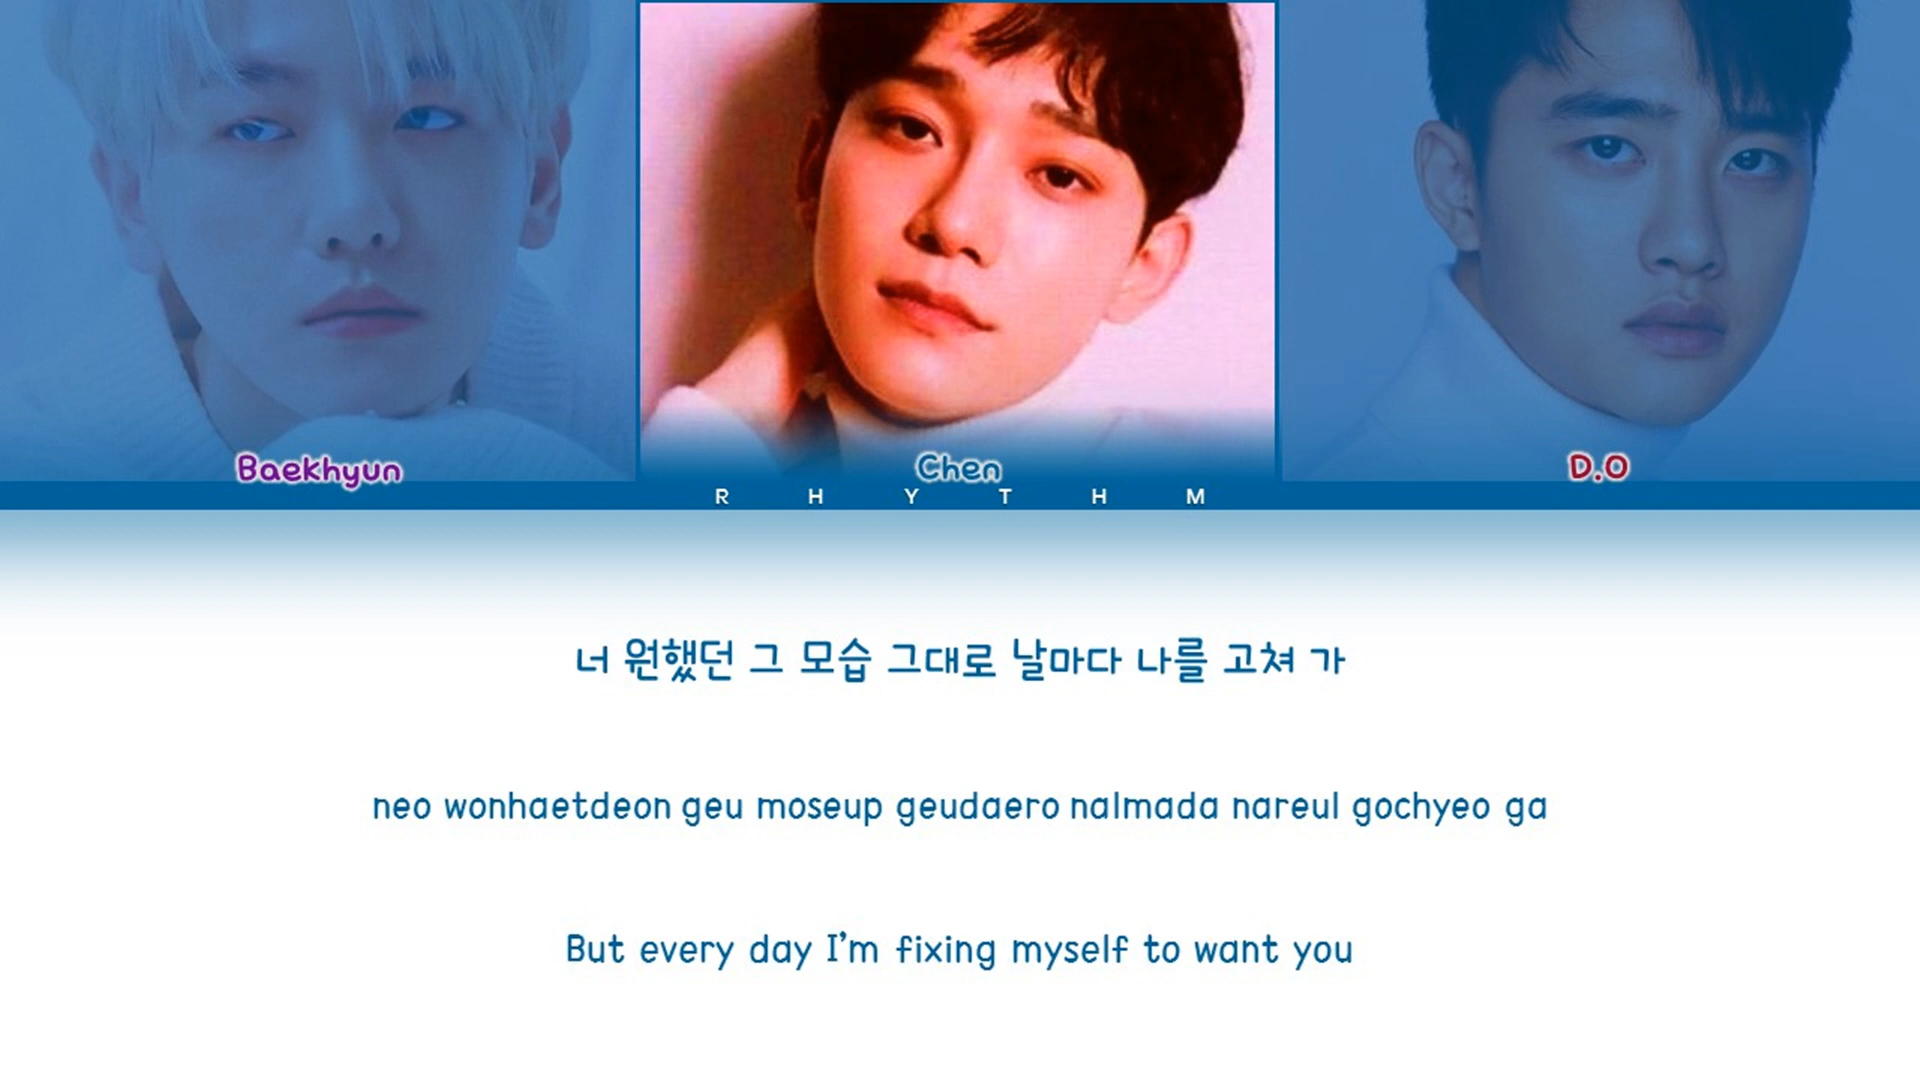 Baekhyun Chen D.O
RHYTHM
너 원했던 그 모습 그대로 날마다 나를 고쳐 가
neo wonhaetdeon geu moseup geudaero nalmada nareul gochyeo ga
But every day I'm fixing myself to want you